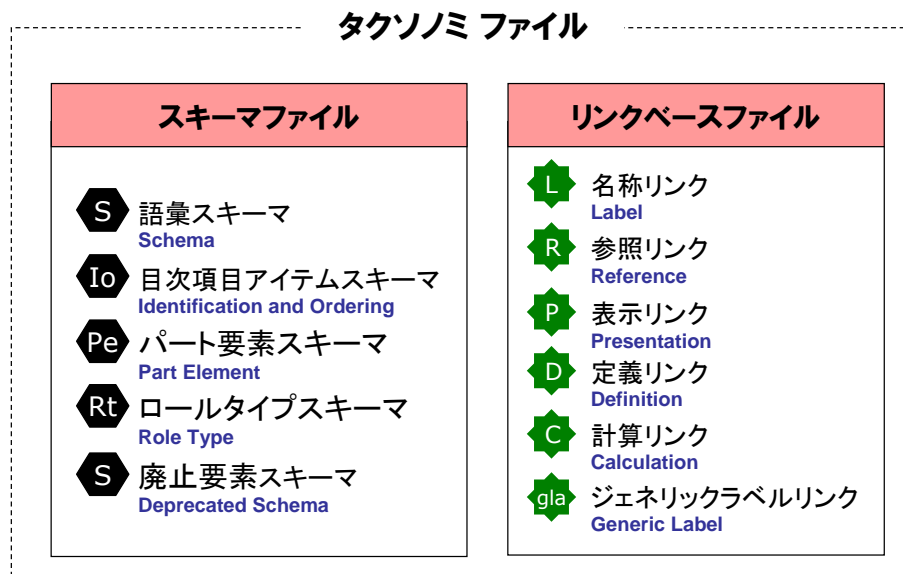 タクソノミ ファイル
スキーマファイル
S 語彙スキーマ
Schema
Io 目次項目アイテムスキーマ
Identification and Ordering
Pe パート要素スキーマ
Part Element
Rt ロールタイプスキーマ
Role Type
S 廃止要素スキーマ
Deprecated Schema
リンクベースファイル
L 名称リンク
Label
R 参照リンク
Reference
P 表示リンク
Presentation
D 定義リンク
Definition
C 計算リンク
Calculation
gla ジェネリックラベルリンク
Generic Label